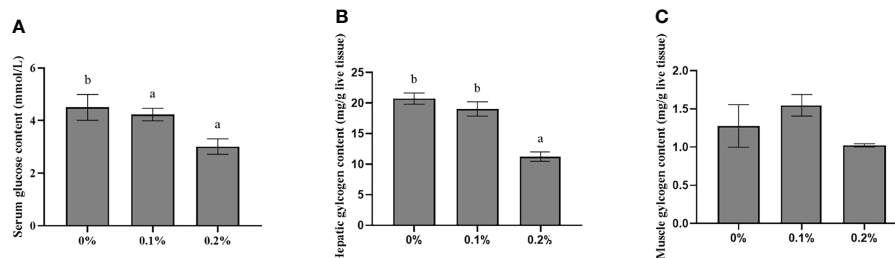 A
Serum glucose content (mmol/L)
6
4
2
0
b
a
a
0%
0.1%
0.2%
B
Hepatic gylcogen content (mg/g live tissue)
25
20
15
10
5
0
b
b
a
0%
0.1%
0.2%
C
Muscle gylcogen content (mg/g live tissue)
2.0
1.5
1.0
0.5
0.0
0%
0.1%
0.2%